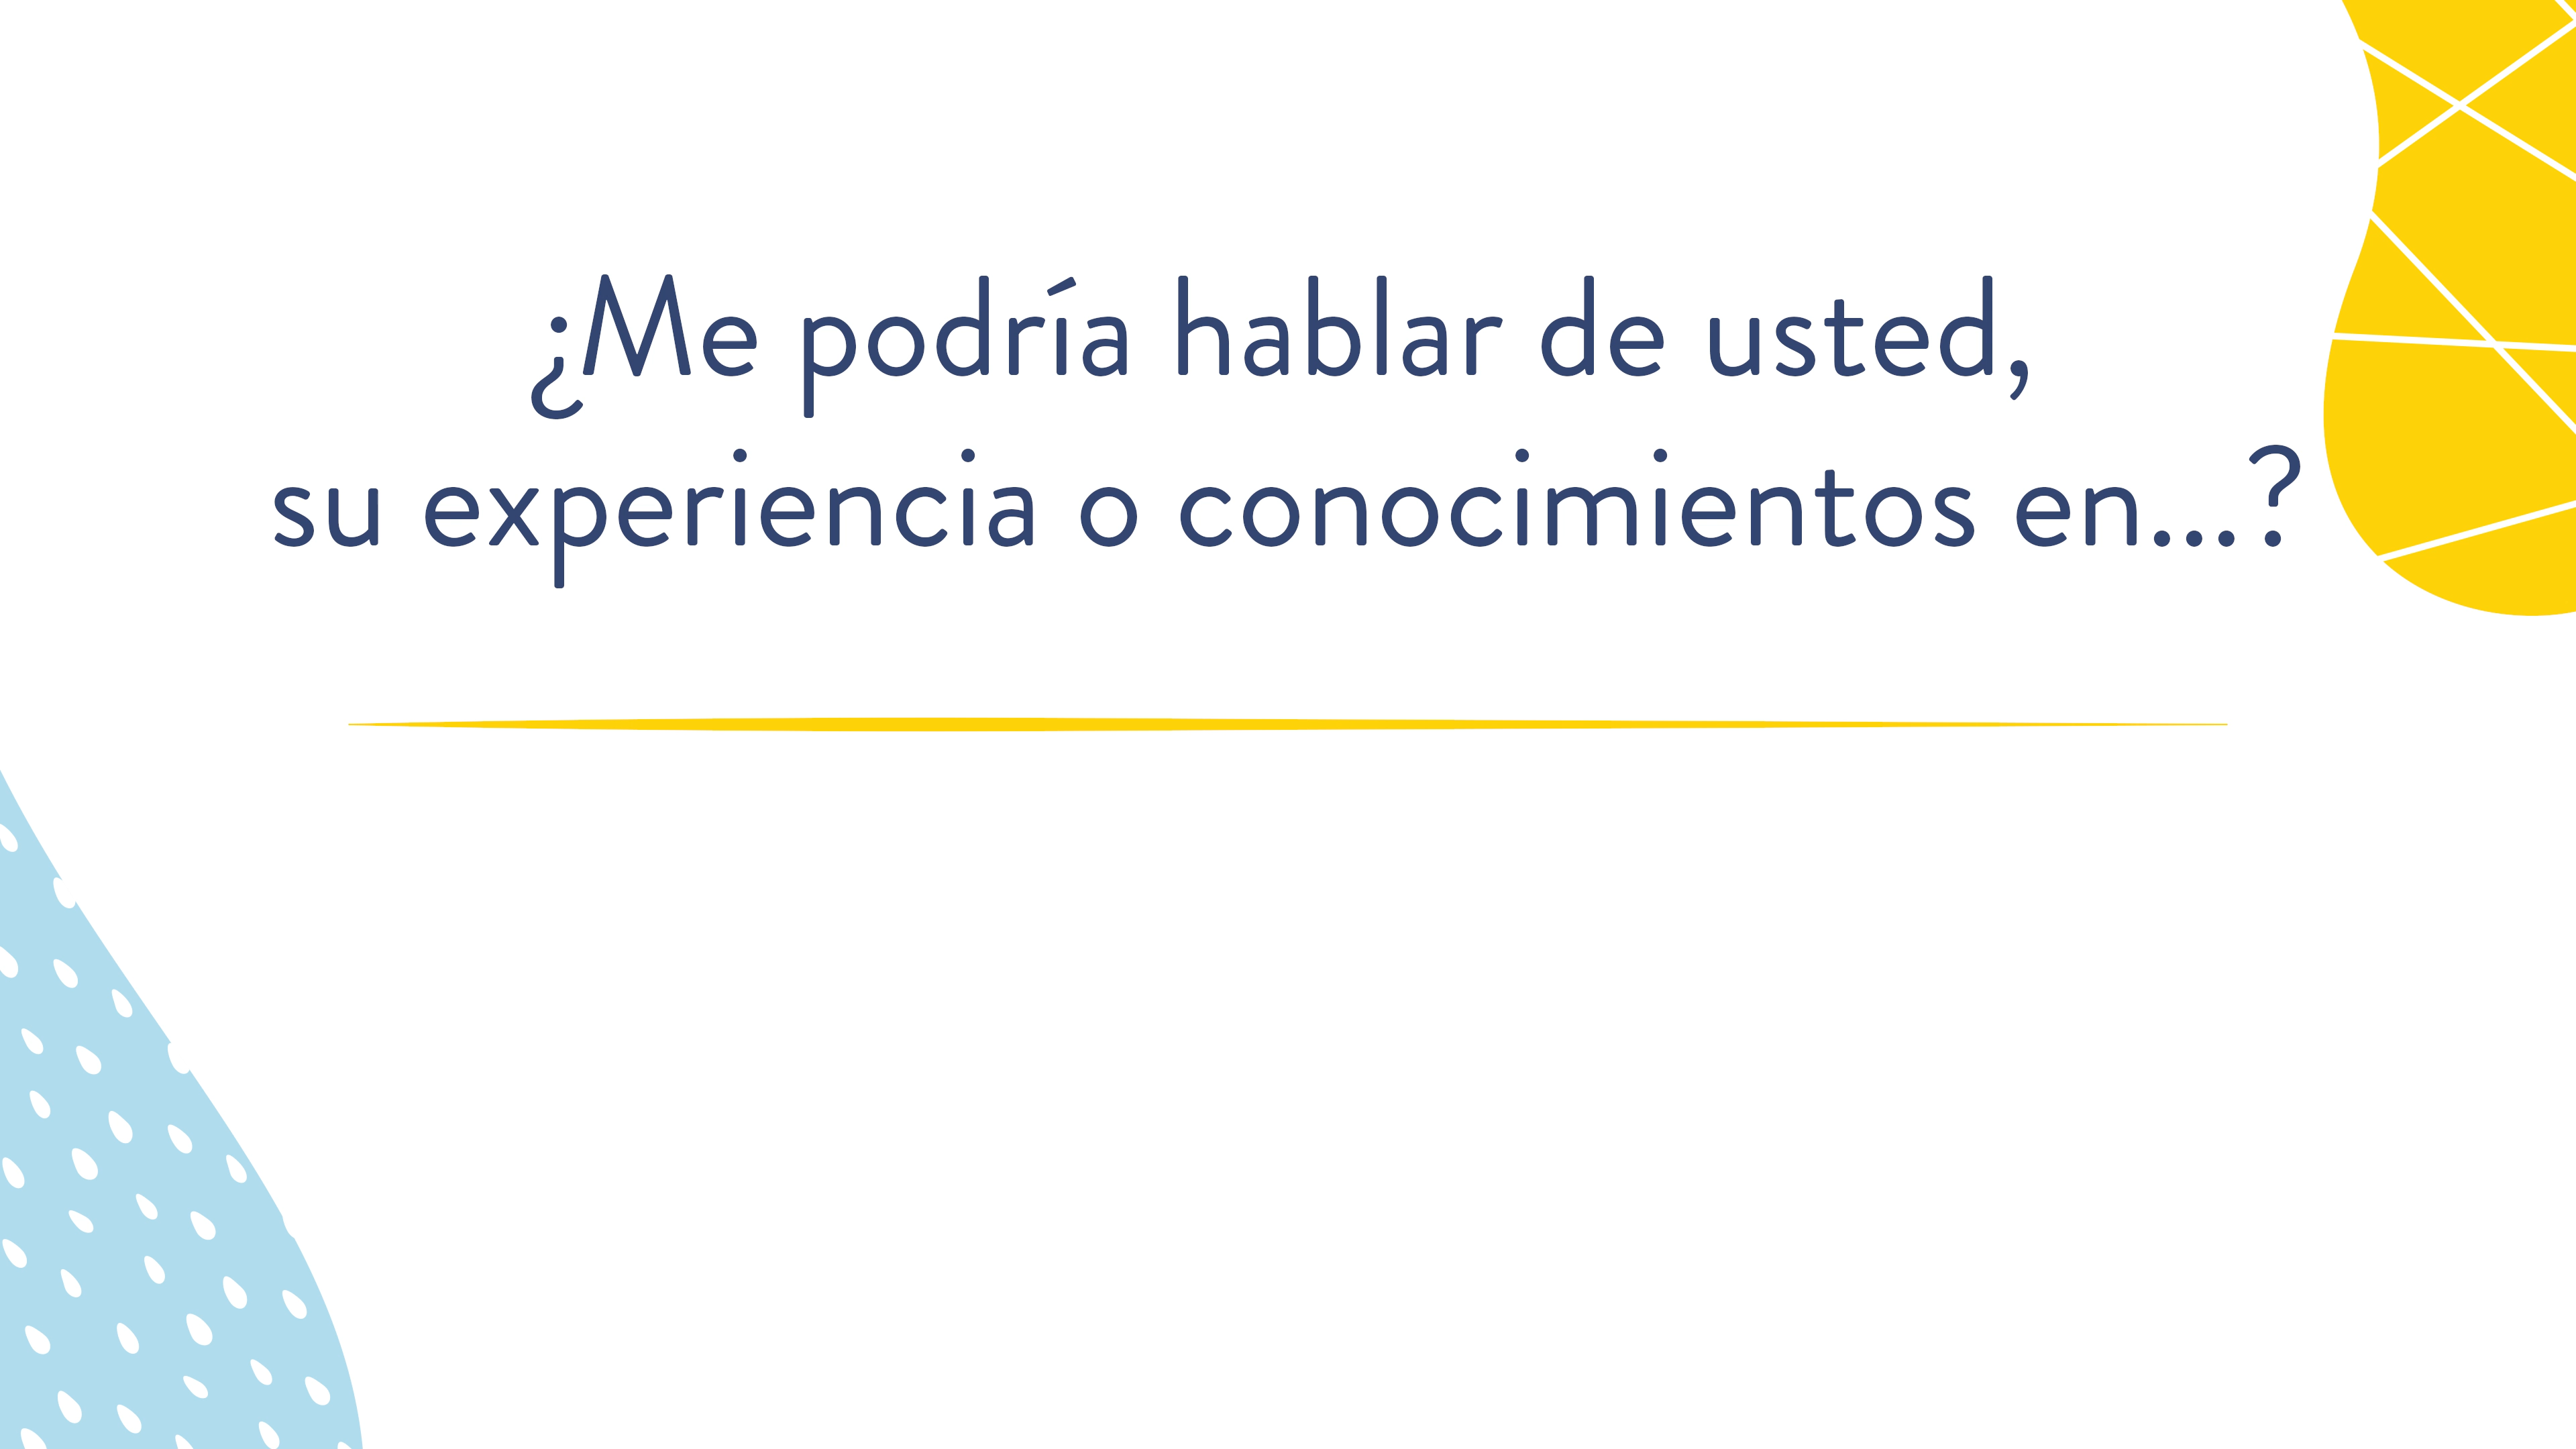 ¿Me podría hablar de usted,
su experiencia o conocimientos en...?